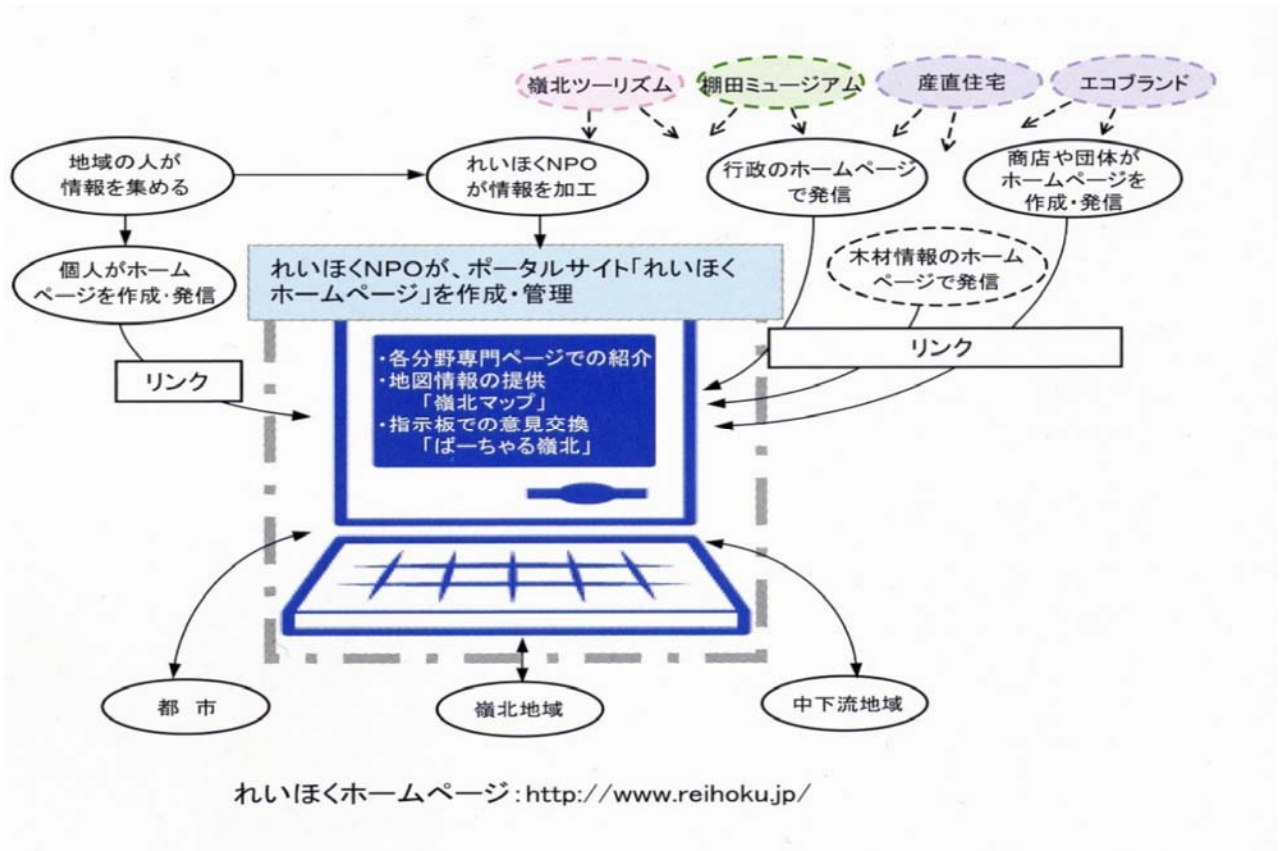 嶺北ツーリズム
棚田ミュージアム
産直住宅
エコブランド
地域の人が
情報を集める
れいほくNPO
が情報を加工
行政のホームページ
で発信
商店や団体が
ホームページを
作成・発信
個人がホーム
ページを作成・発信
れいほくNPOが、ポータルサイト「れいほく
ホームページ」を作成・管理
木材情報のホーム
ページで発信
リンク
リンク
・各分野専門ページでの紹介
・地図情報の提供
「嶺北マップ」
・指示板での意見交換
「ばーちゃる嶺北」
都 市
嶺北地域
中下流地域
れいほくホームページ:http://www.reihoku.jp/